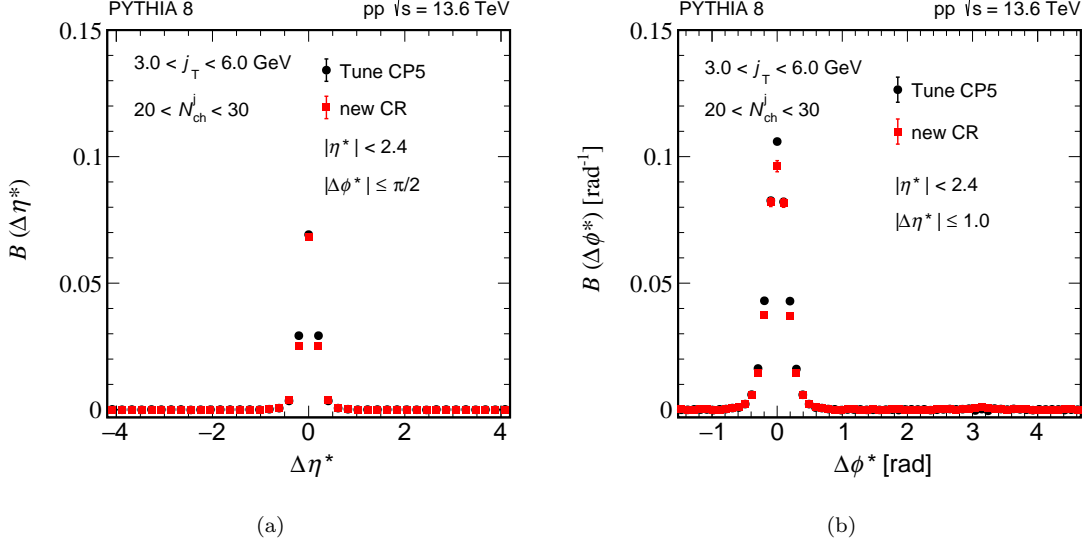 PYTHIA 8 pp √s = 13.6 TeV
0.15
3.0 < j_T < 6.0 GeV
20 < N_ch^j < 30
Tune CP5
new CR
|η*| < 2.4
|Δϕ*| ≤ π/2
0.1
0.05
0
B (Δη*)
−4 −2 0 2 4
Δη*
(a)
PYTHIA 8 pp √s = 13.6 TeV
0.15
3.0 < j_T < 6.0 GeV
20 < N_ch^j < 30
Tune CP5
new CR
|η*| < 2.4
|Δη*| ≤ 1.0
0.1
0.05
0
B (Δϕ*) [rad⁻¹]
−1 0 1 2 3 4
Δϕ* [rad]
(b)